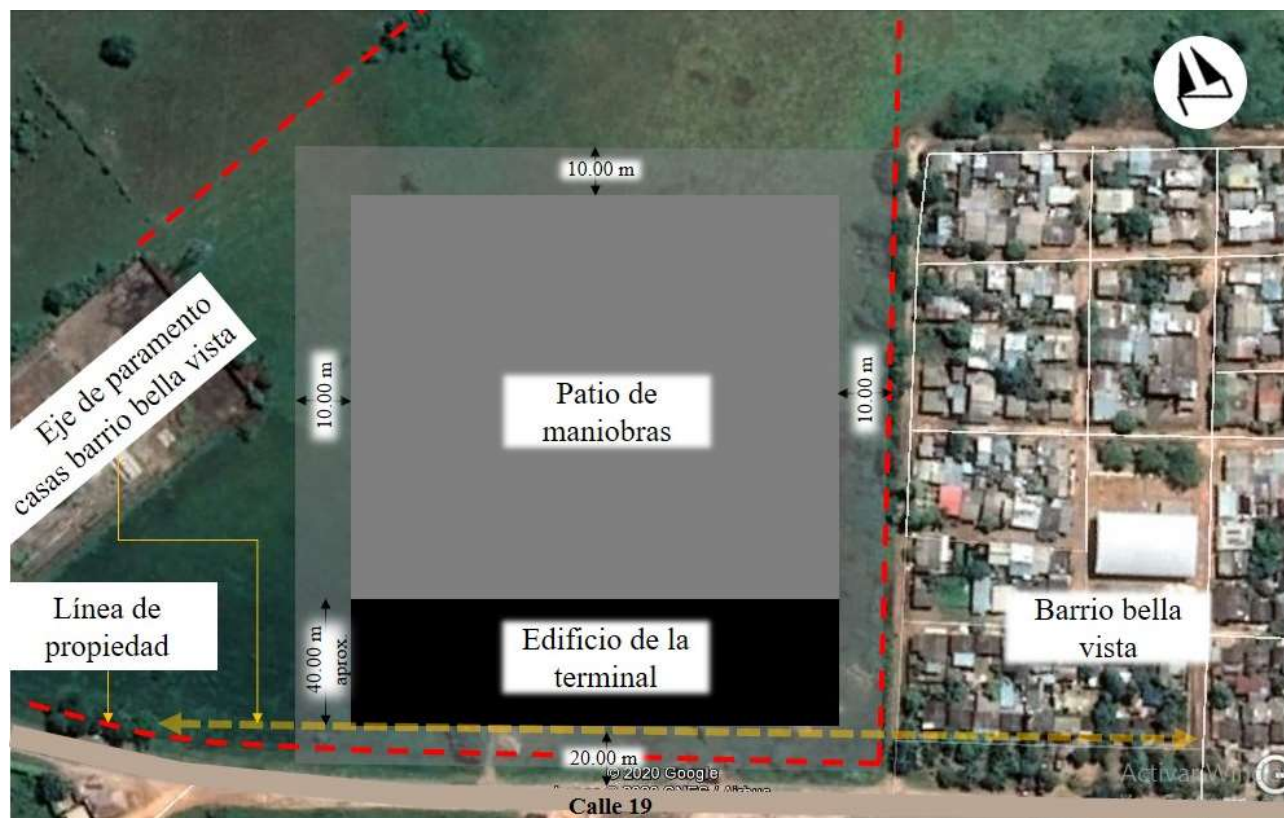 10.00 m
Eje de paramento
casas barrio bella vista
10.00 m
Patio de
maniobras
10.00 m
Línea de
propiedad
40.00 m
aprox.
Edificio de la
terminal
Barrio bella
vista
20.00 m
© 2020 Google
Calle 19